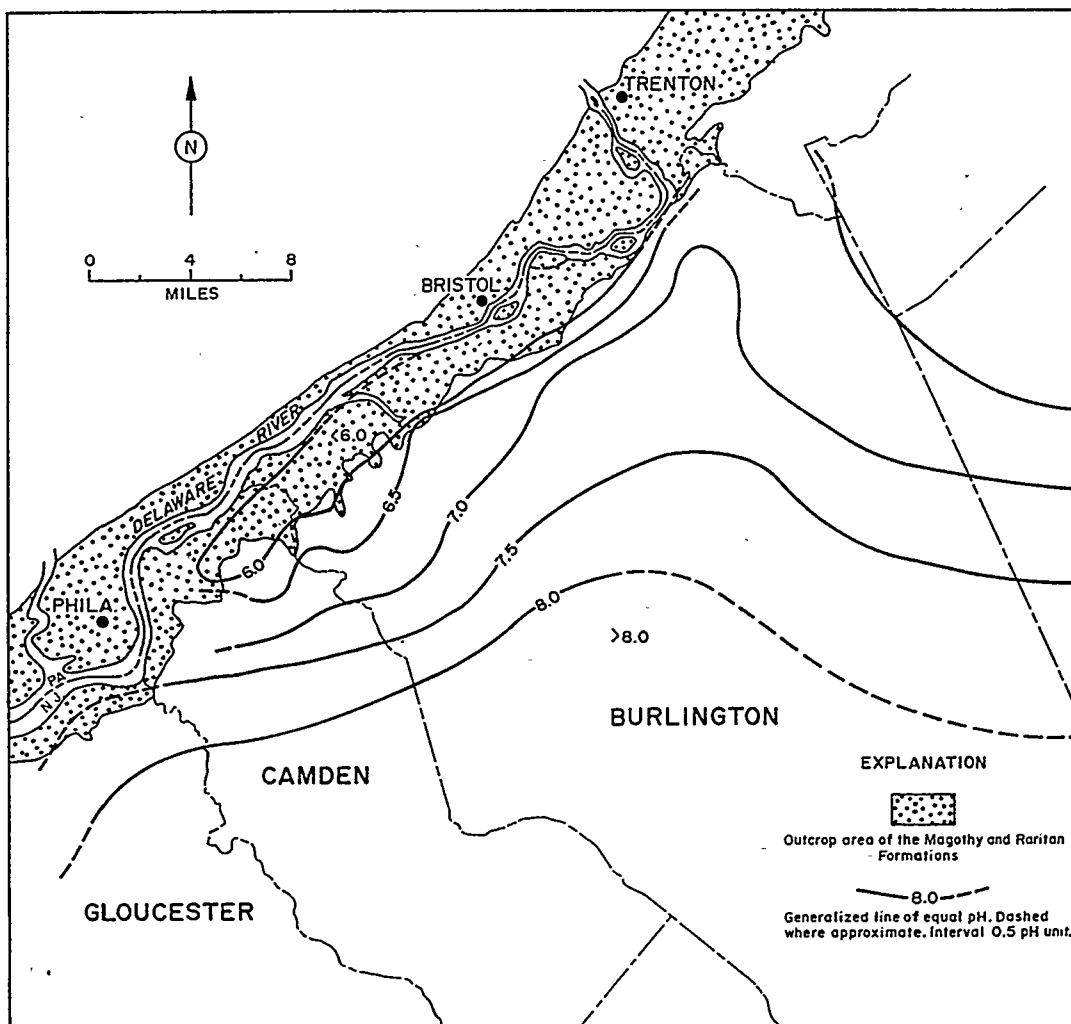 TRENTON
N
0 4 8
MILES
BRISTOL
DELAWARE RIVER
<6.0
6.5
7.0
6.0
7.5
8.0
PHILA.
>8.0
PA
N J
BURLINGTON
CAMDEN
GLOUCESTER
EXPLANATION
Outcrop area of the Magothy and Raritan
Formations
8.0
Generalized line of equal pH. Dashed
where approximate. Interval 0.5 pH unit.